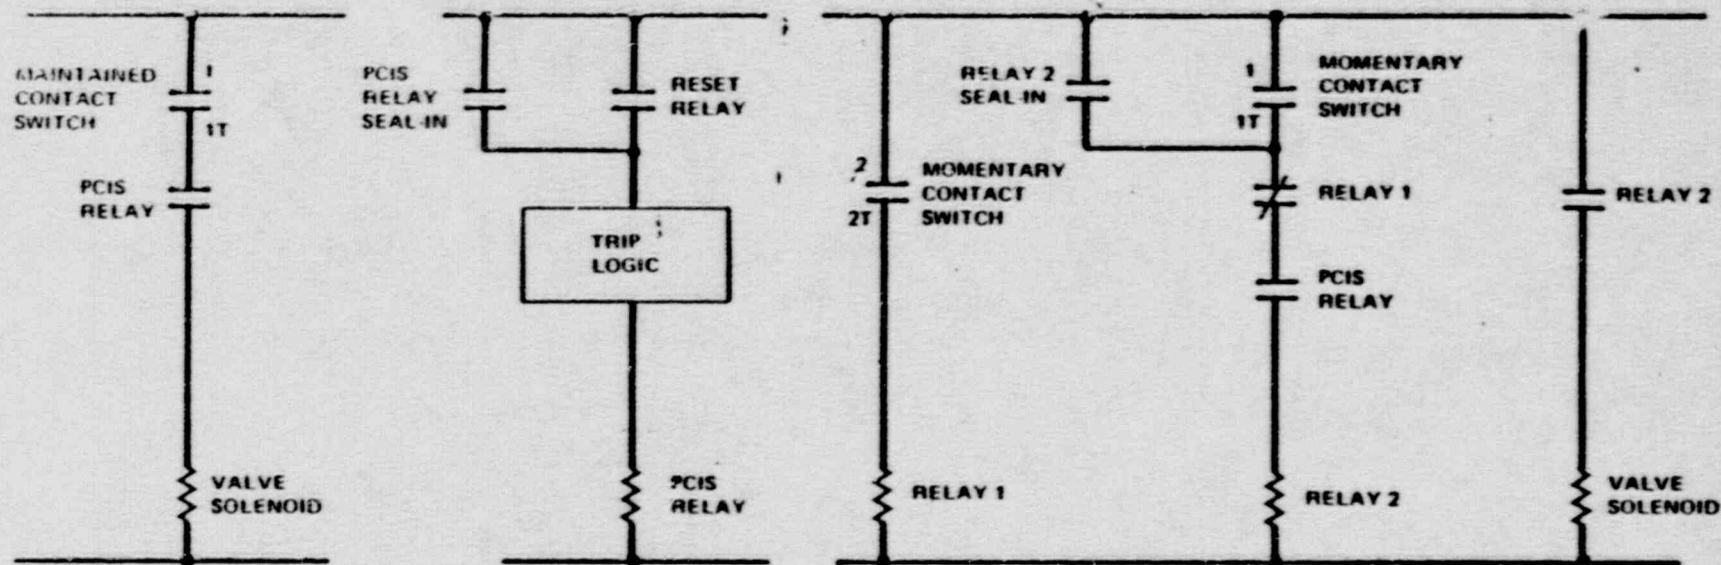 MAINTAINED
CONTACT
SWITCH
1
1T
PCIS
RELAY
VALVE
SOLENOID
PCIS
RELAY
SEAL-IN
RESET
RELAY
TRIP
LOGIC
PCIS
RELAY
2
2T
MOMENTARY
CONTACT
SWITCH
RELAY 1
RELAY 2
SEAL-IN
1
1T
MOMENTARY
CONTACT
SWITCH
RELAY 1
PCIS
RELAY
RELAY 2
RELAY 2
VALVE
SOLENOID